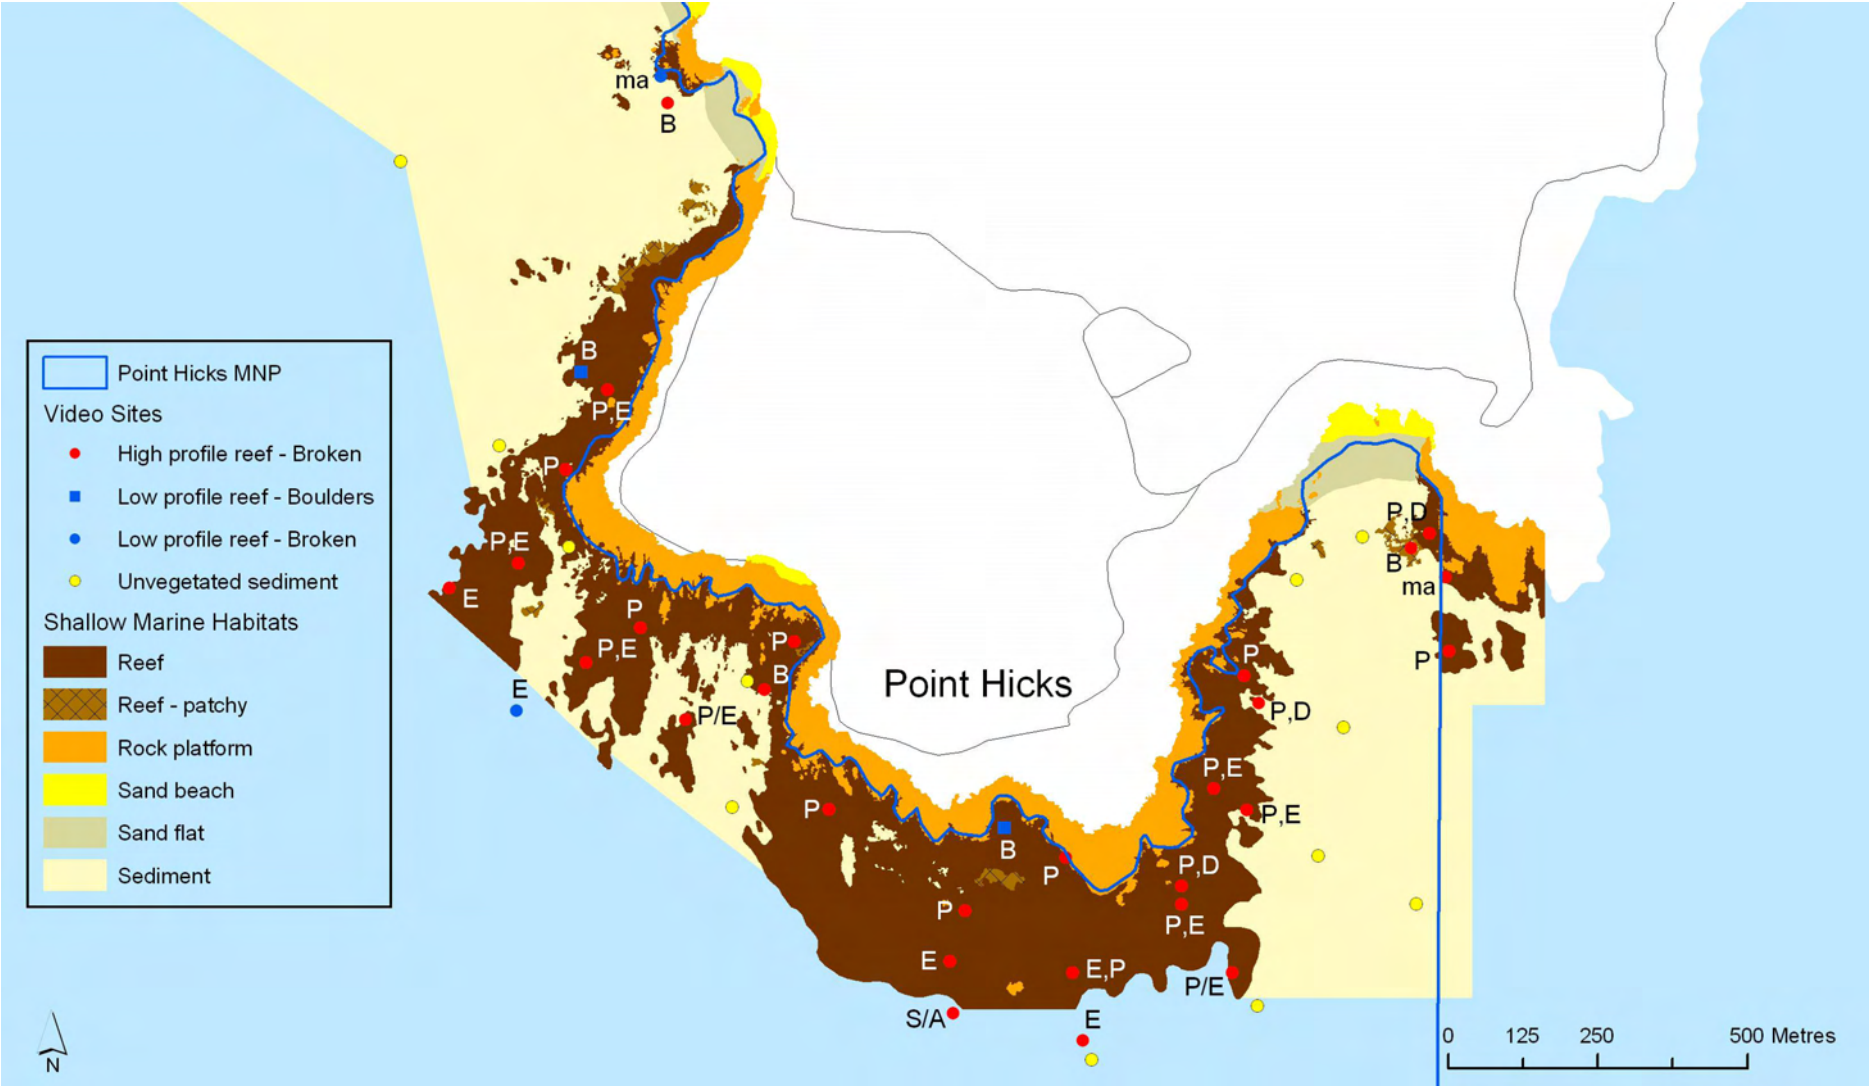 ma
B
B
P,E
P
P,E
E
P
P,E
E
P
B
P/E
Point Hicks
P
B
P
P
E
E,P
S/A
E
P/E
P,D
P,E
P,E
P,E
P
P,D
P,D
B
ma
P
Point Hicks MNP
Video Sites
High profile reef - Broken
Low profile reef - Boulders
Low profile reef - Broken
Unvegetated sediment
Shallow Marine Habitats
Reef
Reef - patchy
Rock platform
Sand beach
Sand flat
Sediment
N
0 125 250 500 Metres